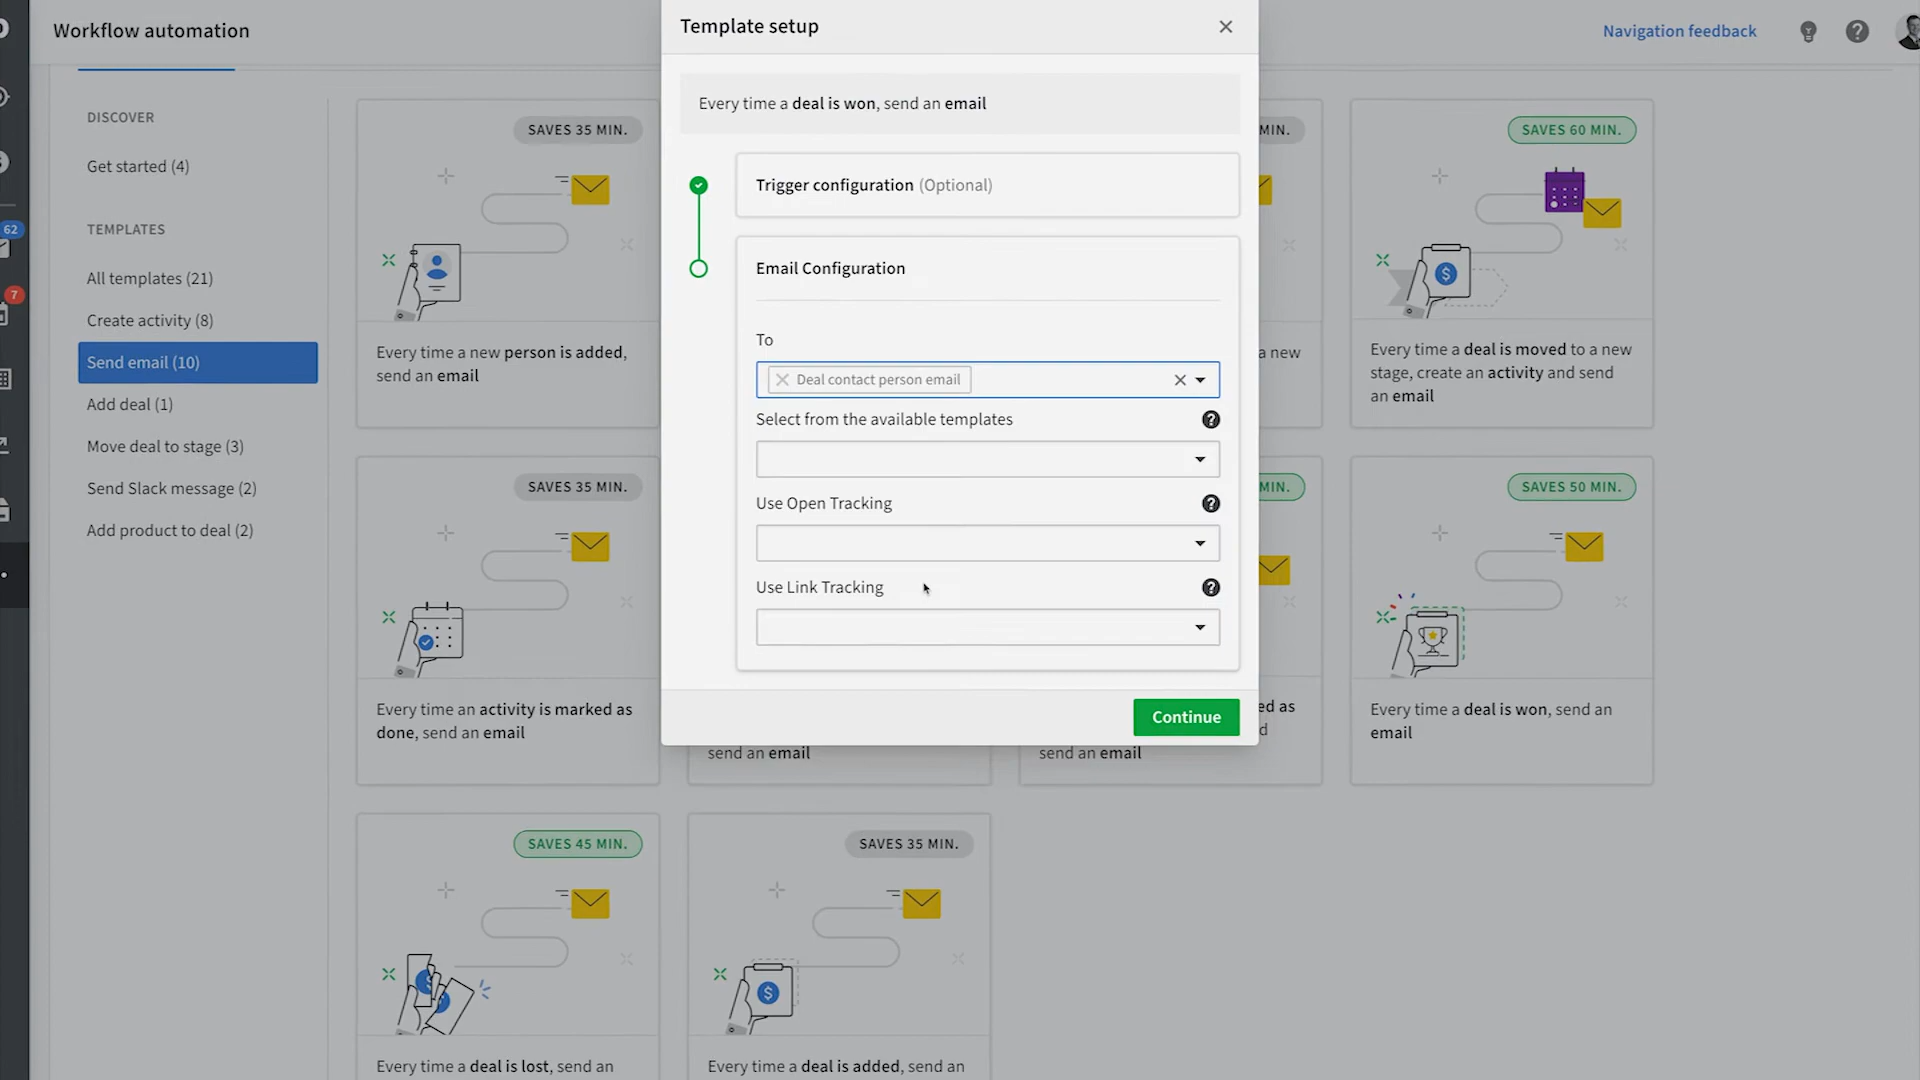 Workflow automation
Navigation feedback
62
7
DISCOVER
Get started (4)
TEMPLATES
All templates (21)
Create activity (8)
Send email (10)
Add deal (1)
Move deal to stage (3)
Send Slack message (2)
Add product to deal (2)
Template setup
Every time a deal is won, send an email
Trigger configuration (Optional)
Email Configuration
To
Deal contact person email
Select from the available templates
Use Open Tracking
Use Link Tracking
Continue
SAVES 35 MIN.
Every time a new person is added,
send an email
MIN.
a new
SAVES 60 MIN.
Every time a deal is moved to a new
stage, create an activity and send
an email
SAVES 35 MIN.
Every time an activity is marked as
done, send an email
send an email
MIN.
ed as
d
send an email
SAVES 50 MIN.
Every time a deal is won, send an
email
SAVES 45 MIN.
Every time a deal is lost, send an
SAVES 35 MIN.
Every time a deal is added, send an